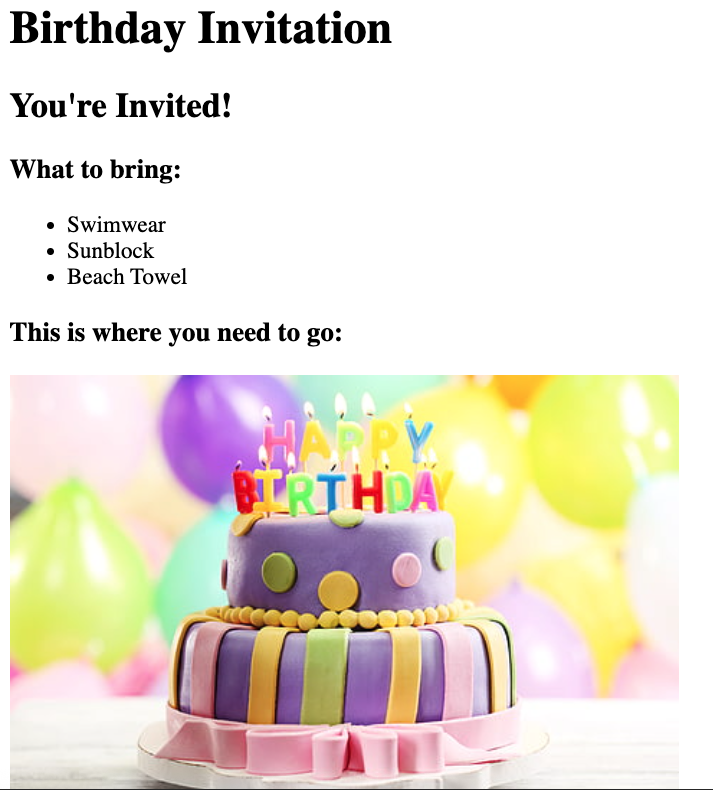 Birthday Invitation
You're Invited!
What to bring:
Swimwear
Sunblock
Beach Towel
This is where you need to go:
HAPPY
BIRTHDAY